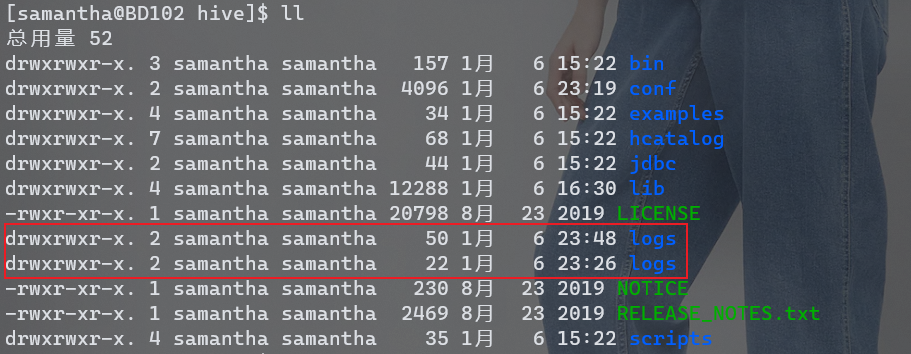 [samantha@BD102 hive]$ ll
总用量 52
drwxrwxr-x. 3 samantha samantha   157 1月   6 15:22 bin
drwxrwxr-x. 2 samantha samantha  4096 1月   6 23:19 conf
drwxrwxr-x. 4 samantha samantha    34 1月   6 15:22 examples
drwxrwxr-x. 7 samantha samantha    68 1月   6 15:22 hcatalog
drwxrwxr-x. 2 samantha samantha    44 1月   6 15:22 jdbc
drwxrwxr-x. 4 samantha samantha 12288 1月   6 16:30 lib
-rwxr-xr-x. 1 samantha samantha 20798 8月  23 2019 LICENSE
drwxrwxr-x. 2 samantha samantha    50 1月   6 23:48 logs
drwxrwxr-x. 2 samantha samantha    22 1月   6 23:26 logs
-rwxr-xr-x. 1 samantha samantha   230 8月  23 2019 NOTICE
-rwxr-xr-x. 1 samantha samantha  2469 8月  23 2019 RELEASE_NOTES.txt
drwxrwxr-x. 4 samantha samantha    35 1月   6 15:22 scripts